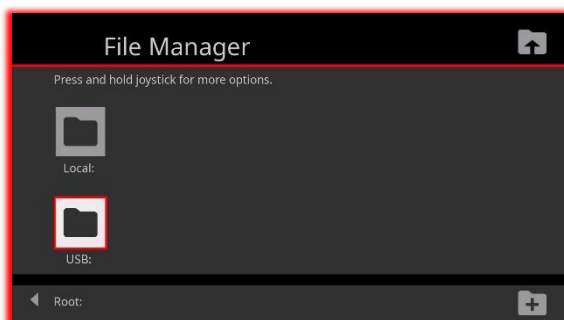 File Manager
Press and hold joystick for more options.
Local:
USB:
Root: